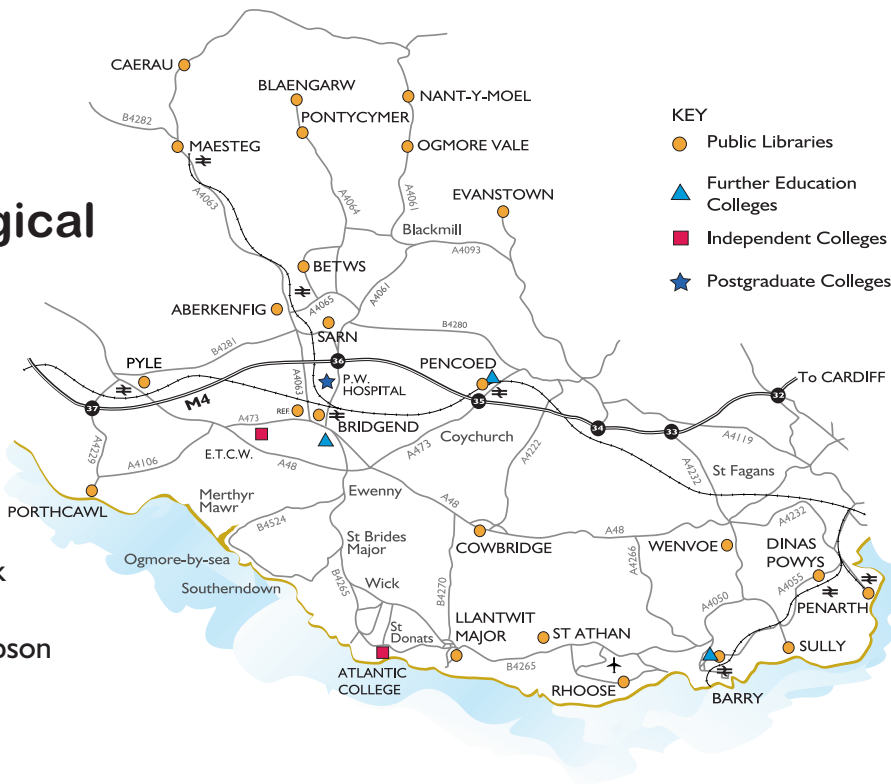 CAERAU
BLAENGARW
NANT-Y-MOEL
B4282
PONTYCYMER
MAESTEG
OGMORE VALE
A4063
A4064
A4061
EVANSTOWN
Blackmill
A4093
gical
BETWS
A4061
A4065
ABERKENFIG
SARN
B4280
B4281
PYLE
36
PENCOED
P.W.
HOSPITAL
A4063
M4
37
35
REF.
BRIDGEND
34
33
32
To CARDIFF
A473
E.T.C.W.
A48
A473
Coychurch
A4222
A4119
A4229
A4106
A4232
St Fagans
PORTHCAWL
Merthyr
Mawr
Ewenny
A48
B4524
St Brides
Major
COWBRIDGE
A48
A4266
WENVOE
A4232
DINAS
POWYS
Ogmore-by-sea
Southerndown
B4265
Wick
B4270
A4050
A4055
PENARTH
k
St
Donats
LLANTWIT
MAJOR
ST ATHAN
SULLY
oson
ATLANTIC
COLLEGE
B4265
RHOOSE
BARRY
KEY
Public Libraries
Further Education
Colleges
Independent Colleges
Postgraduate Colleges